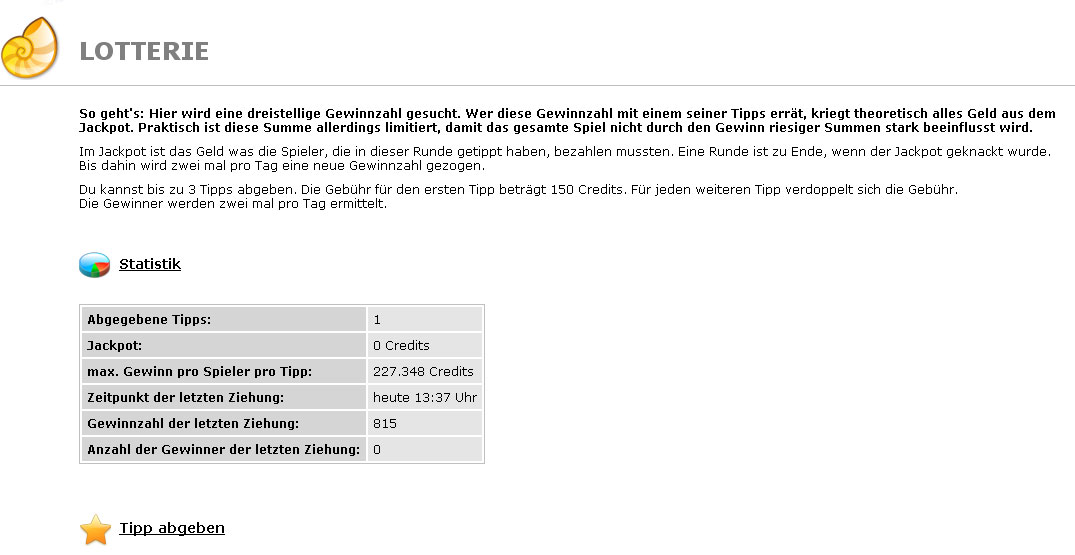 LOTTERIE
So geht's: Hier wird eine dreistellige Gewinnzahl gesucht. Wer diese Gewinnzahl mit einem seiner Tipps errät, kriegt theoretisch alles Geld aus dem
Jackpot. Praktisch ist diese Summe allerdings limitiert, damit das gesamte Spiel nicht durch den Gewinn riesiger Summen stark beeinflusst wird.
Im Jackpot ist das Geld was die Spieler, die in dieser Runde getippt haben, bezahlen mussten. Eine Runde ist zu Ende, wenn der Jackpot geknackt wurde.
Bis dahin wird zwei mal pro Tag eine neue Gewinnzahl gezogen.
Du kannst bis zu 3 Tipps abgeben. Die Gebühr für den ersten Tipp beträgt 150 Credits. Für jeden weiteren Tipp verdoppelt sich die Gebühr.
Die Gewinner werden zwei mal pro Tag ermittelt.
Statistik
Abgegebene Tipps: 1
Jackpot: 0 Credits
max. Gewinn pro Spieler pro Tipp: 227.348 Credits
Zeitpunkt der letzten Ziehung: heute 13:37 Uhr
Gewinnzahl der letzten Ziehung: 815
Anzahl der Gewinner der letzten Ziehung: 0
Tipp abgeben